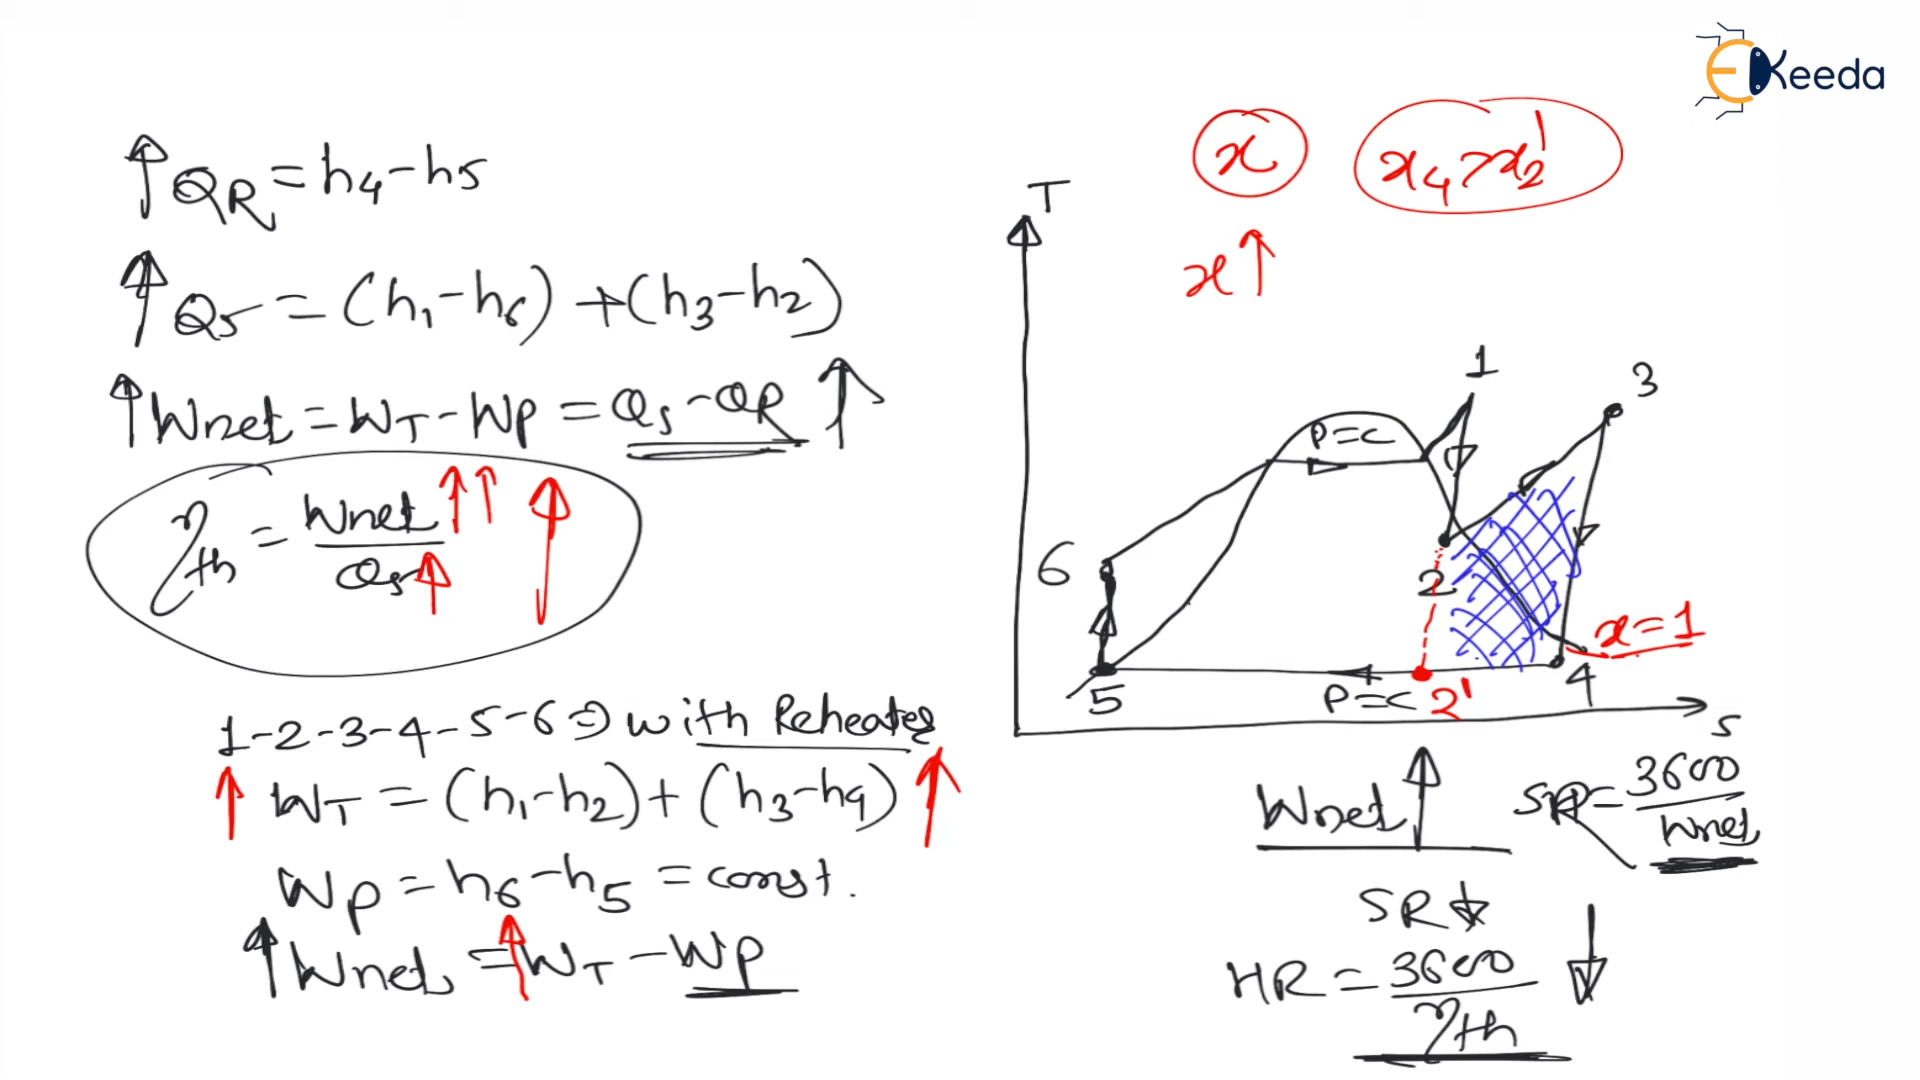 EKeeda
↑QR = h4-h5
↑Qs = (h1-h6) + (h3-h2)
↑Wnet = WT-WP = Qs-QR ↑
ηth = Wnet ↑↑ / Qs ↑ ↑
1-2-3-4-5-6 ⇒ with Reheater
↑ WT = (h1-h2) + (h3-h4) ↑
WP = h6-h5 = const.
↑Wnet = ↑WT - WP
x
x4 > x2'
x↑
T
1
3
P=C
6
2
x=1
5
P=C
2'
4
S
Wnet↑
SR = 3600 / Wnet
SR↓
HR = 3600 / ηth ↓